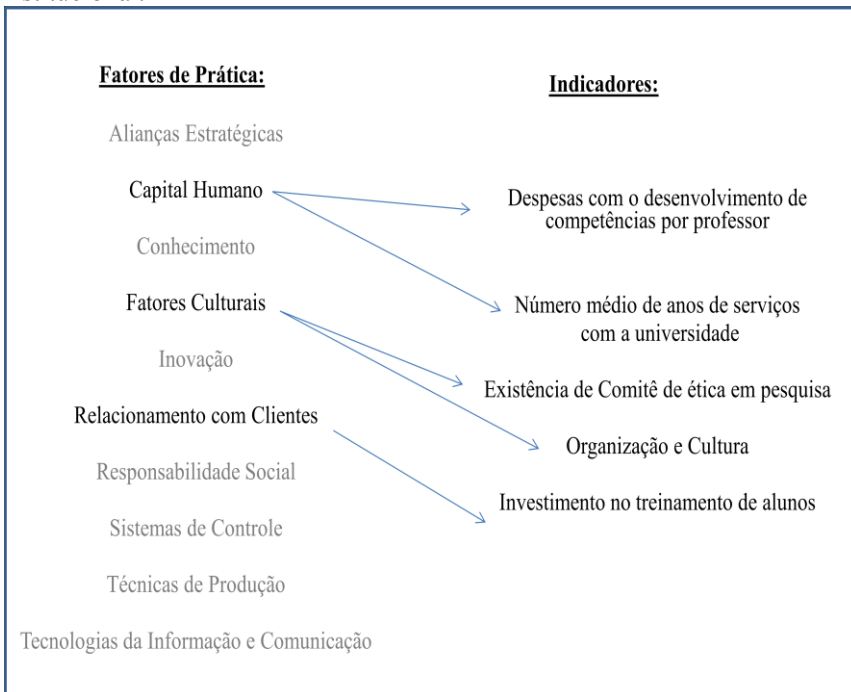 Fatores de Prática:
Alianças Estratégicas
Capital Humano
Conhecimento
Fatores Culturais
Inovação
Relacionamento com Clientes
Responsabilidade Social
Sistemas de Controle
Técnicas de Produção
Tecnologias da Informação e Comunicação
Indicadores:
Despesas com o desenvolvimento de
competências por professor
Número médio de anos de serviços
com a universidade
Existência de Comitê de ética em pesquisa
Organização e Cultura
Investimento no treinamento de alunos